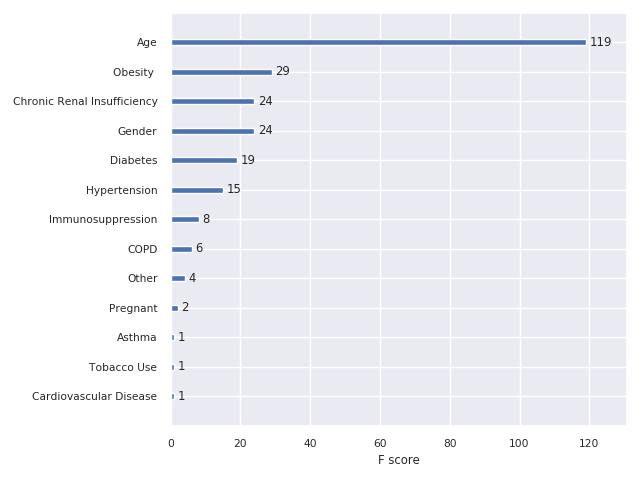 Age 119
Obesity 29
Chronic Renal Insufficiency 24
Gender 24
Diabetes 19
Hypertension 15
Immunosuppression 8
COPD 6
Other 4
Pregnant 2
Asthma 1
Tobacco Use 1
Cardiovascular Disease 1
0 20 40 60 80 100 120
F score